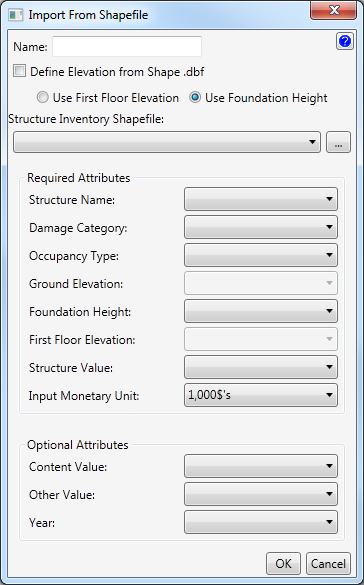 Import From Shapefile
Name:
?
Define Elevation from Shape .dbf
Use First Floor Elevation Use Foundation Height
Structure Inventory Shapefile:
...
Required Attributes
Structure Name:
Damage Category:
Occupancy Type:
Ground Elevation:
Foundation Height:
First Floor Elevation:
Structure Value:
Input Monetary Unit: 1,000$'s
Optional Attributes
Content Value:
Other Value:
Year:
OK Cancel